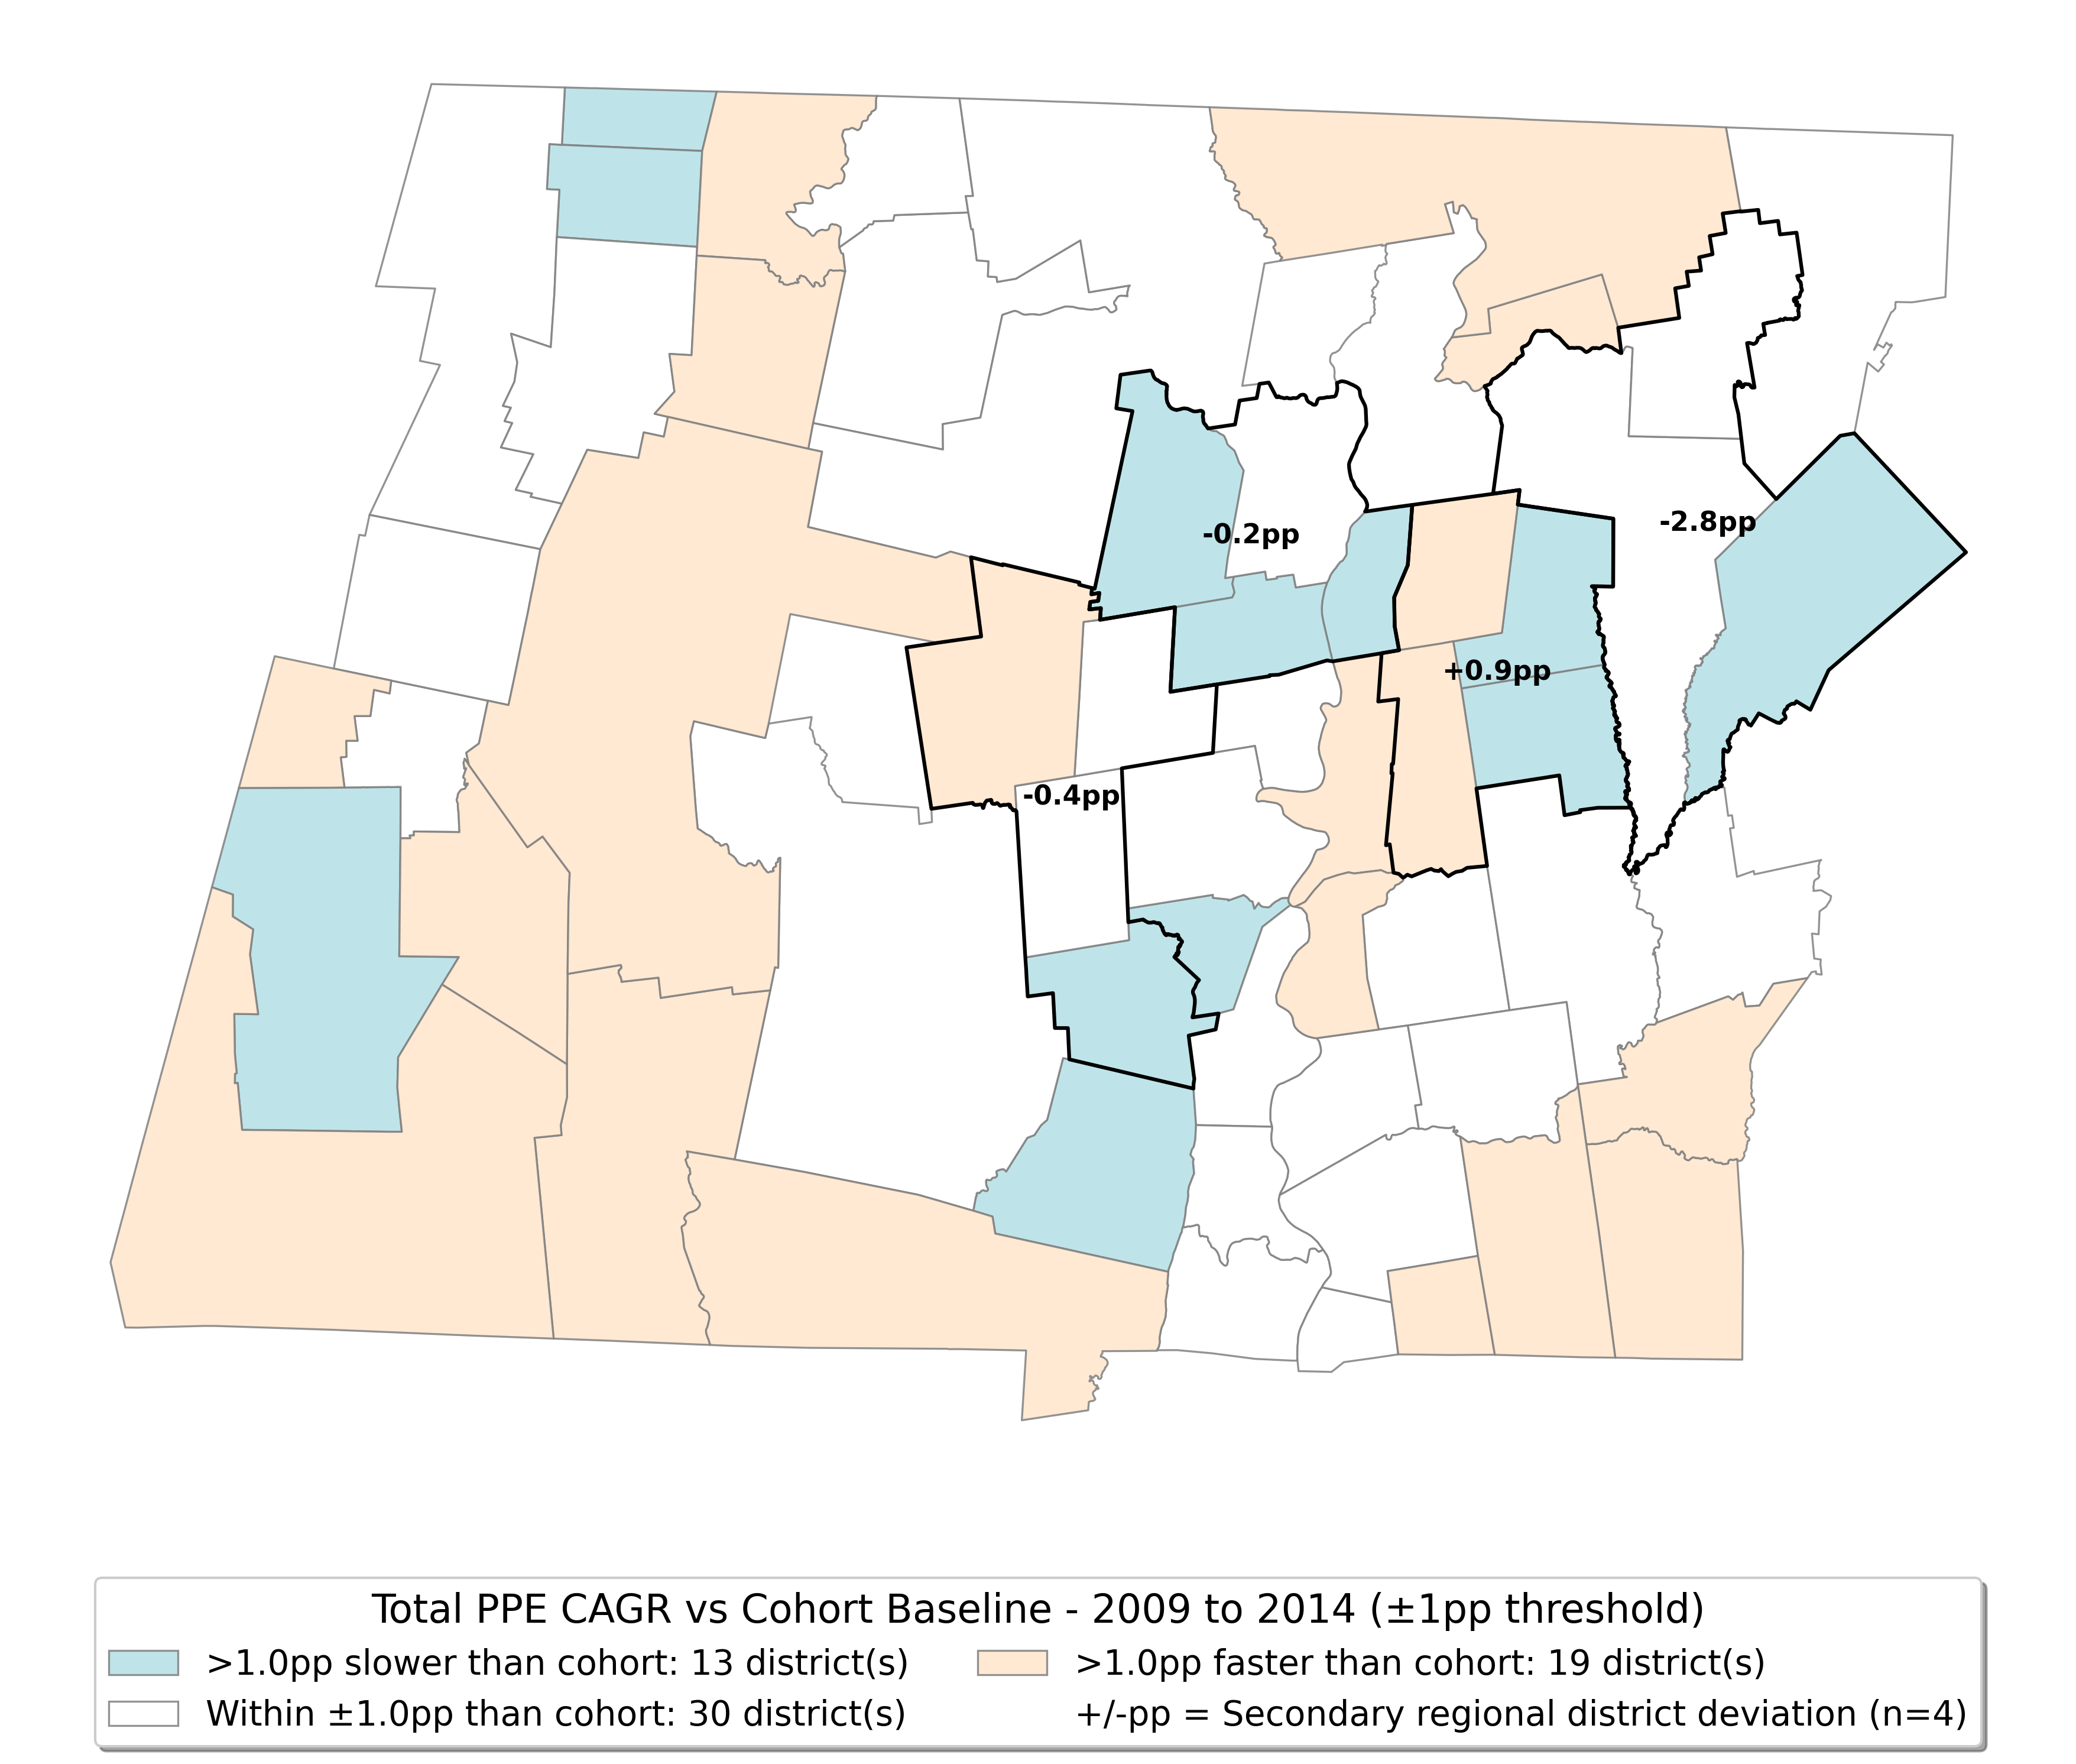 -2.8pp
-0.2pp
+0.9pp
-0.4pp
Total PPE CAGR vs Cohort Baseline - 2009 to 2014 (±1pp threshold)
>1.0pp slower than cohort: 13 district(s)
>1.0pp faster than cohort: 19 district(s)
Within ±1.0pp than cohort: 30 district(s)
+/-pp = Secondary regional district deviation (n=4)